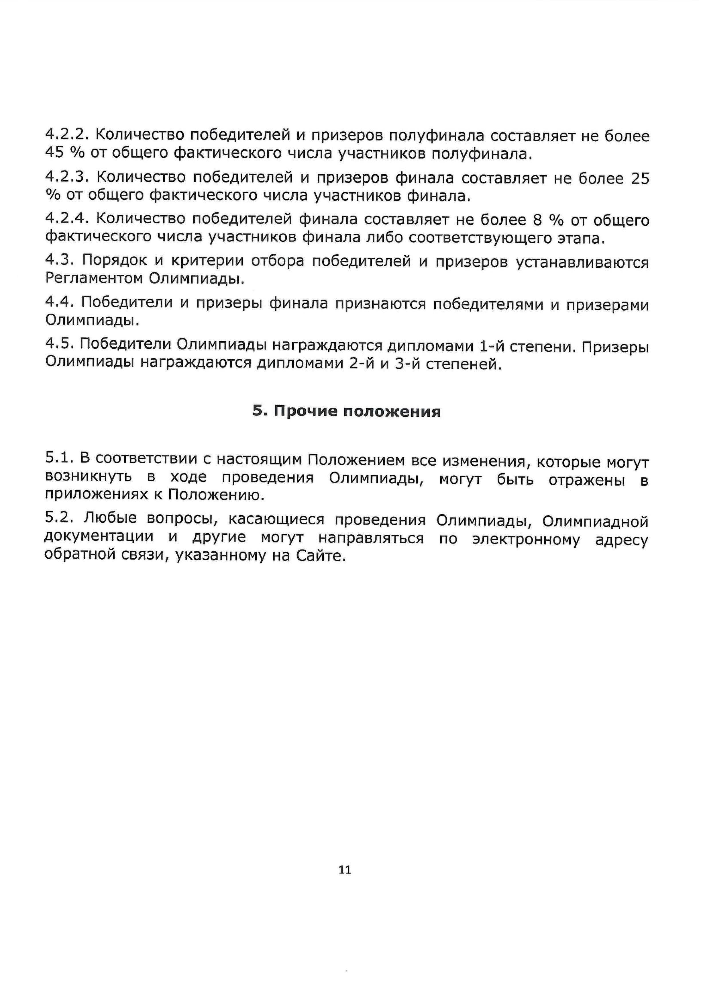 4.2.2. Количество победителей и призеров полуфинала составляет не более
45 % от общего фактического числа участников полуфинала.
4.2.3. Количество победителей и призеров финала составляет не более 25
% от общего фактического числа участников финала.
4.2.4. Количество победителей финала составляет не более 8 % от общего
фактического числа участников финала либо соответствующего этапа.
4.3. Порядок и критерии отбора победителей и призеров устанавливаются
Регламентом Олимпиады.
4.4. Победители и призеры финала признаются победителями и призерами
Олимпиады.
4.5. Победители Олимпиады награждаются дипломами 1-й степени. Призеры
Олимпиады награждаются дипломами 2-й и 3-й степеней.
5. Прочие положения
5.1. В соответствии с настоящим Положением все изменения, которые могут
возникнуть в ходе проведения Олимпиады, могут быть отражены в
приложениях к Положению.
5.2. Любые вопросы, касающиеся проведения Олимпиады, Олимпиадной
документации и другие могут направляться по электронному адресу
обратной связи, указанному на Сайте.
11